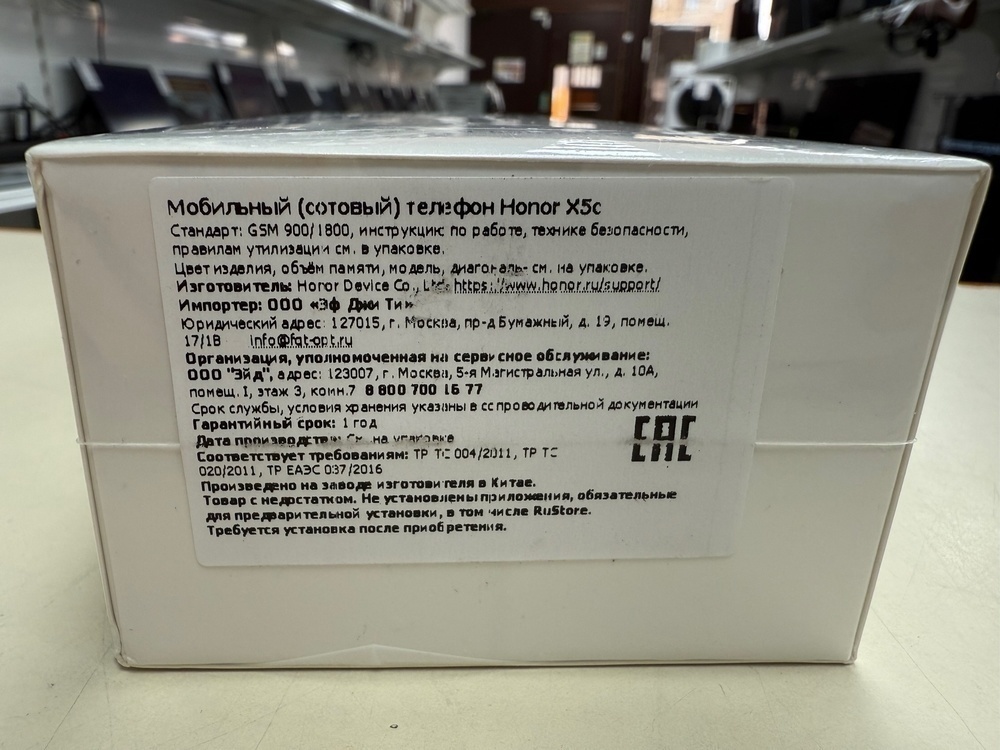 Мобильный (сотовый) телефон Honor X5c
Стандарт: GSM 900/1800, инструкцию по работе, технике безопасности,
правилам утилизации см. в упаковке.
Цвет изделия, объём памяти, модель, диагональ- см. на упаковке.
Изготовитель: Honor Device Co., Ltd. https://www.honor.ru/support/
Импортер: ООО «Эф Джи Ти»
Юридический адрес: 127015, г. Москва, пр-д Бумажный, д. 19, помещ.
17/1В info@fgt-opt.ru
Организация, уполномоченная на сервисное обслуживание:
ООО "Эйд", адрес: 123007, г. Москва, 5-я Магистральная ул., д. 10А,
помещ. I, этаж 3, комн.7 8 800 700 16 77
Срок службы, условия хранения указаны в сопроводительной документации
Гарантийный срок: 1 год
Дата производства: См. на упаковке
Соответствует требованиям: ТР ТС 004/2011, ТР ТС
020/2011, ТР ЕАЭС 037/2016
Произведено на заводе изготовителя в Китае.
Товар с недостатком. Не установлены приложения, обязательные
для предварительной установки, в том числе RuStore.
Требуется установка после приобретения.
EAC